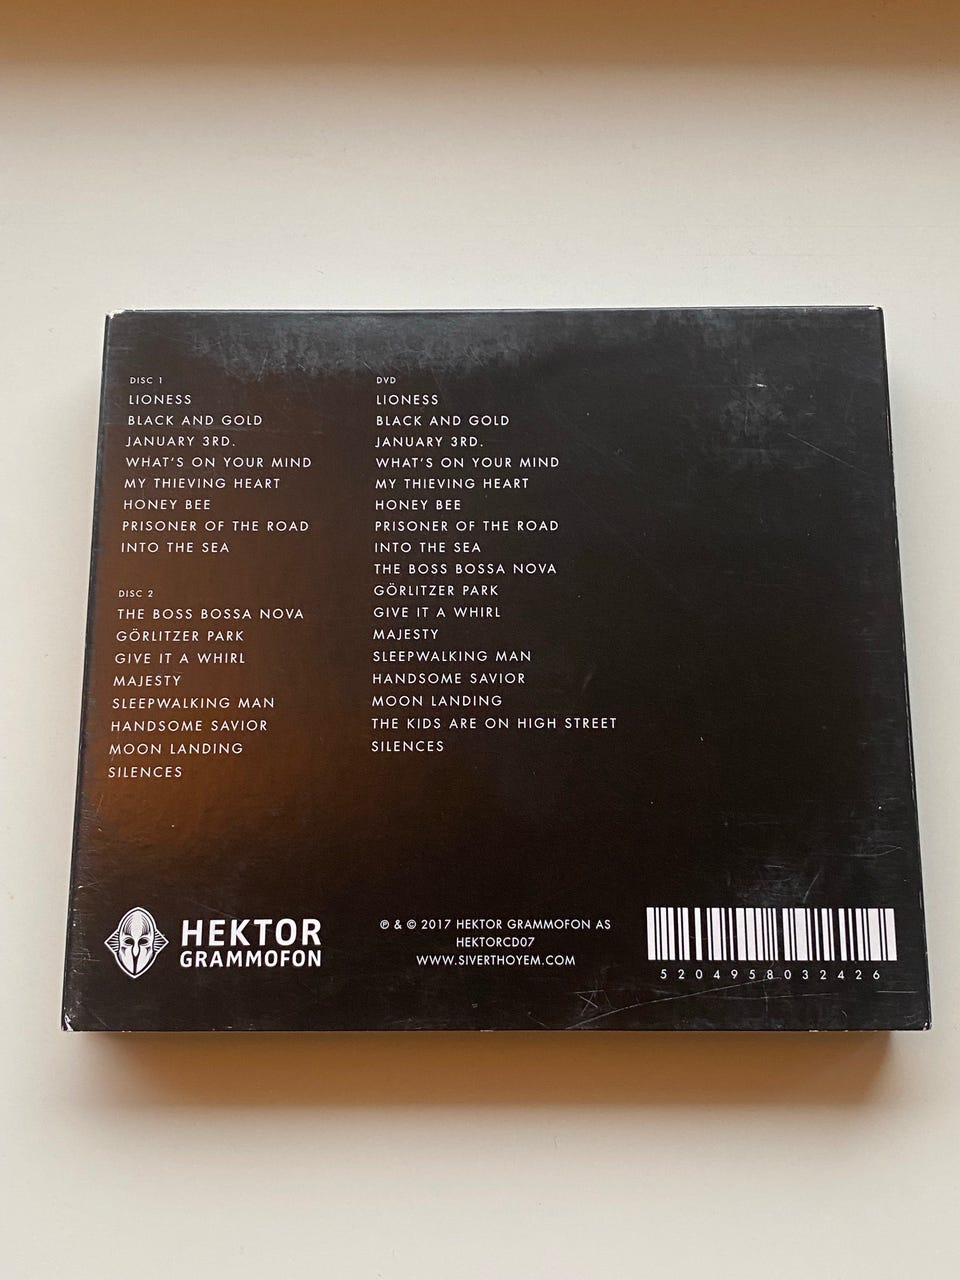 DISC 1
LIONESS
BLACK AND GOLD
JANUARY 3RD.
WHAT'S ON YOUR MIND
MY THIEVING HEART
HONEY BEE
PRISONER OF THE ROAD
INTO THE SEA
DISC 2
THE BOSS BOSSA NOVA
GÖRLITZER PARK
GIVE IT A WHIRL
MAJESTY
SLEEPWALKING MAN
HANDSOME SAVIOR
MOON LANDING
SILENCES
DVD
LIONESS
BLACK AND GOLD
JANUARY 3RD.
WHAT'S ON YOUR MIND
MY THIEVING HEART
HONEY BEE
PRISONER OF THE ROAD
INTO THE SEA
THE BOSS BOSSA NOVA
GÖRLITZER PARK
GIVE IT A WHIRL
MAJESTY
SLEEPWALKING MAN
HANDSOME SAVIOR
MOON LANDING
THE KIDS ARE ON HIGH STREET
SILENCES
HEKTOR
GRAMMOFON
℗ & © 2017 HEKTOR GRAMMOFON AS
HEKTORCD07
WWW.SIVERTHOYEM.COM
5204958032426